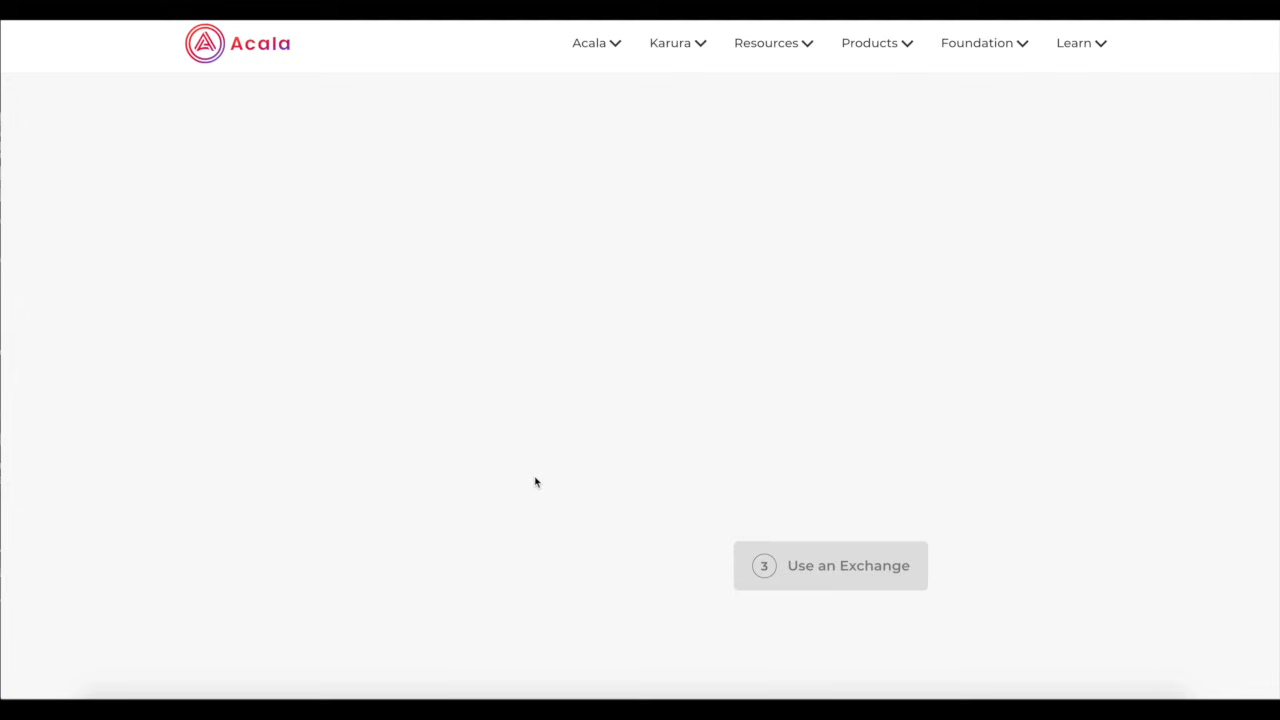 Acala
Acala Karura Resources Products Foundation Learn
3 Use an Exchange